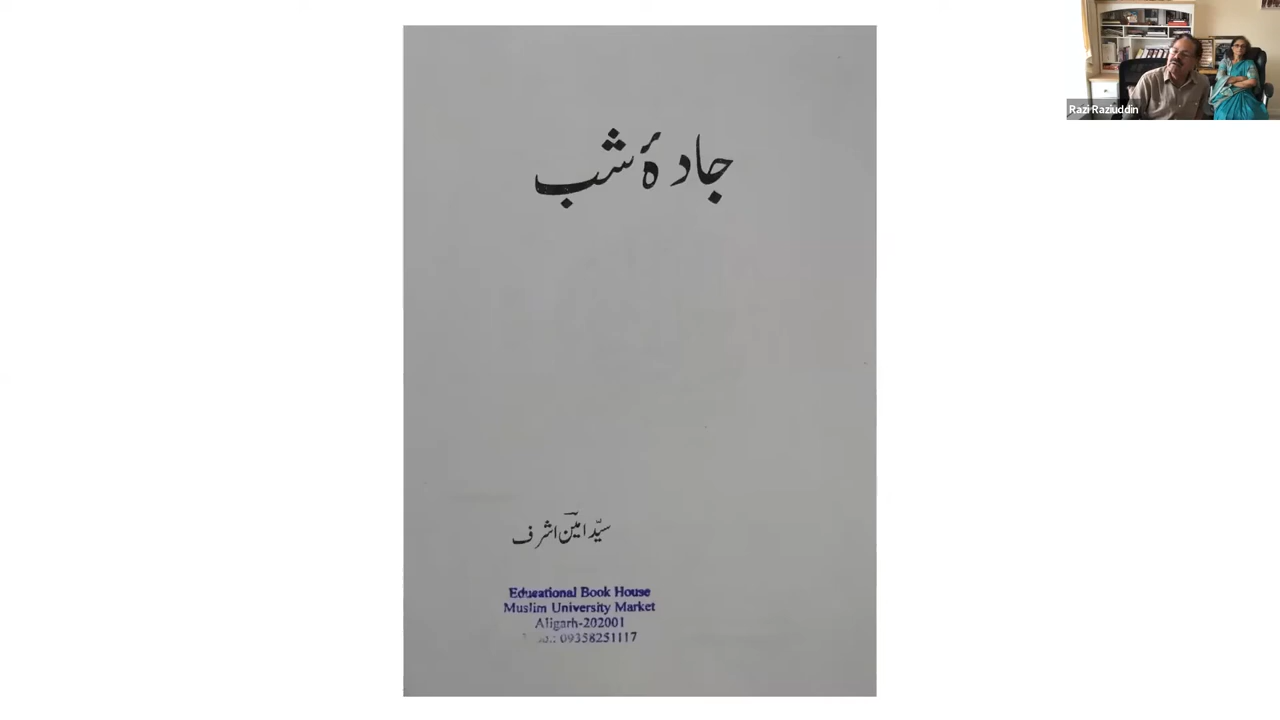 جادۂ شب
سیّد امینؔ اشرف
Educational Book House
Muslim University Market
Aligarh-202001
09358251117
Razi Raziuddin